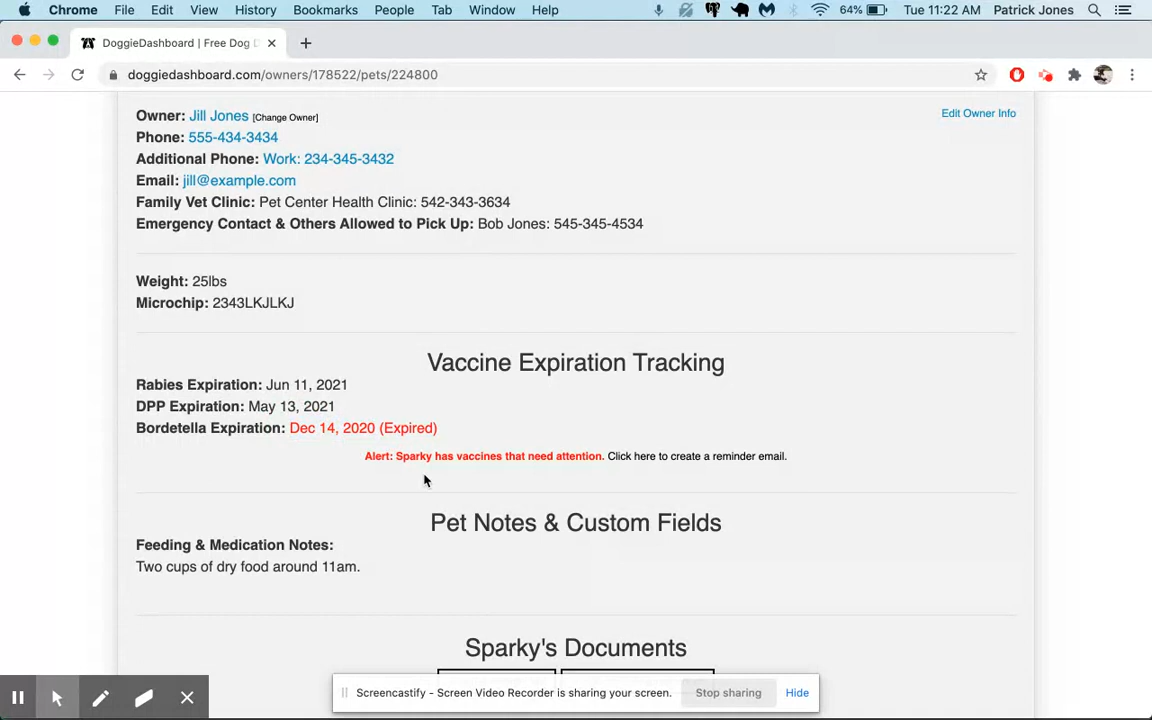 Chrome File Edit View History Bookmarks People Tab Window Help 64% Tue 11:22 AM Patrick Jones
DoggieDashboard | Free Dog D
doggiedashboard.com/owners/178522/pets/224800
Owner: Jill Jones [Change Owner] Edit Owner Info
Phone: 555-434-3434
Additional Phone: Work: 234-345-3432
Email: jill@example.com
Family Vet Clinic: Pet Center Health Clinic: 542-343-3634
Emergency Contact & Others Allowed to Pick Up: Bob Jones: 545-345-4534
Weight: 25lbs
Microchip: 2343LKJLKJ
Vaccine Expiration Tracking
Rabies Expiration: Jun 11, 2021
DPP Expiration: May 13, 2021
Bordetella Expiration: Dec 14, 2020 (Expired)
Alert: Sparky has vaccines that need attention. Click here to create a reminder email.
Pet Notes & Custom Fields
Feeding & Medication Notes:
Two cups of dry food around 11am.
Sparky's Documents
Screencastify - Screen Video Recorder is sharing your screen. Stop sharing Hide